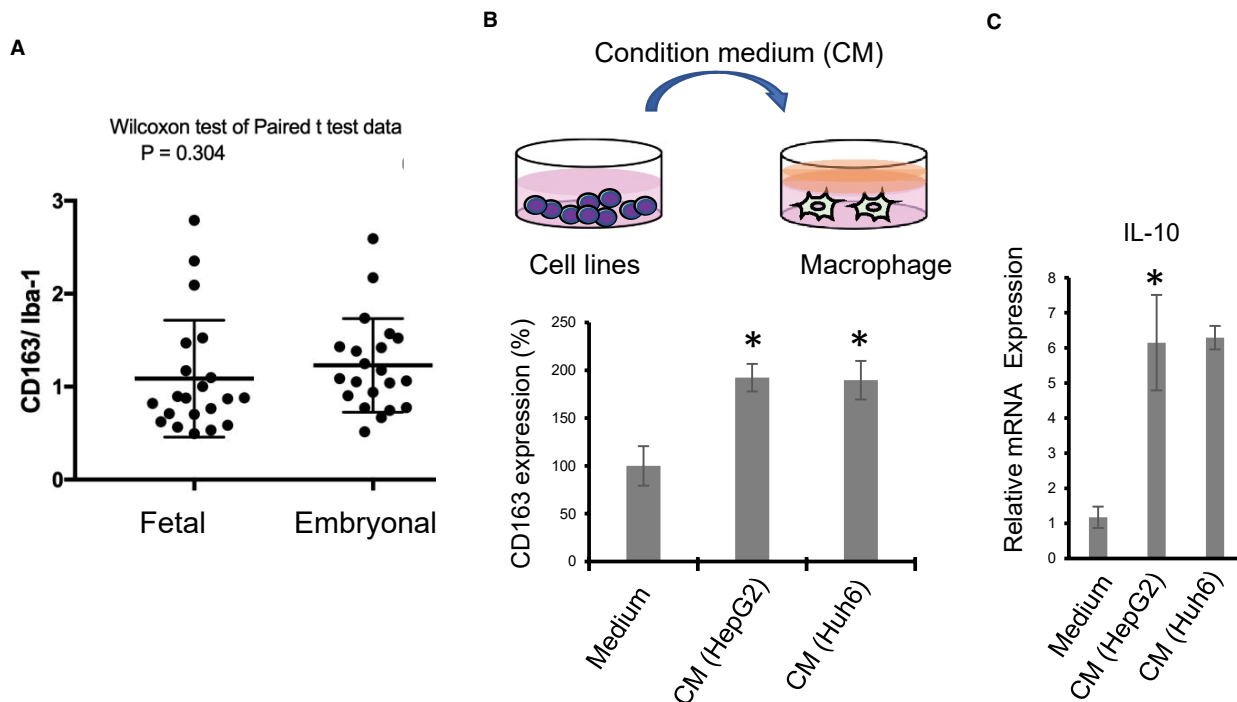 A
Wilcoxon test of Paired t test data
P = 0.304
3
2
1
0
CD163/ Iba-1
Fetal
Embryonal
B
Condition medium (CM)
Cell lines
Macrophage
250
200
150
100
50
0
CD163 expression (%)
*
*
Medium
CM (HepG2)
CM (Huh6)
C
IL-10
8
7
6
5
4
3
2
1
0
Relative mRNA Expression
*
Medium
CM (HepG2)
CM (Huh6)